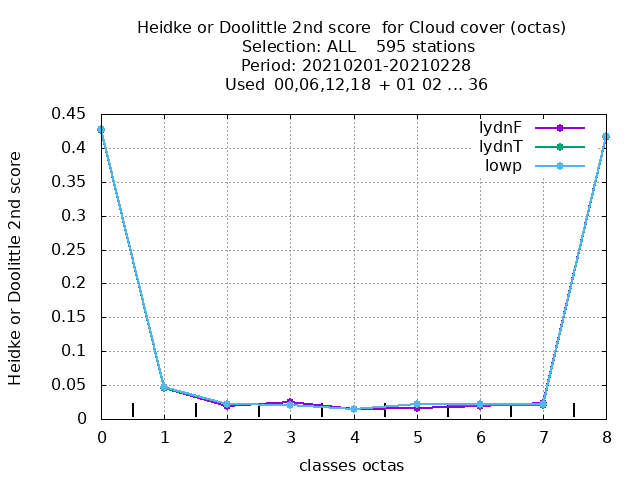 Heidke or Doolittle 2nd score  for Cloud cover (octas)
Selection: ALL    595 stations
Period: 20210201-20210228
Used  00,06,12,18 + 01 02 ... 36
lydnF
lydnT
lowp
Heidke or Doolittle 2nd score
0.45
0.4
0.35
0.3
0.25
0.2
0.15
0.1
0.05
0
0 1 2 3 4 5 6 7 8
classes octas